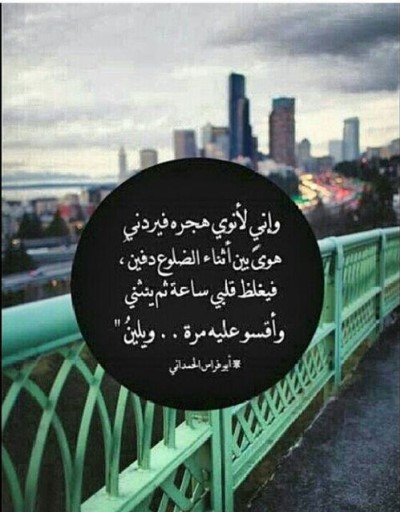 وإني لأنوي هجره فيردني
هوىً بين أثناء الضلوع دفين ،
فيغلظ قلبي ساعة ثم ينثني
وأقسو عليه مرة . . ويلينُ "
*أبو فراس الحمداني